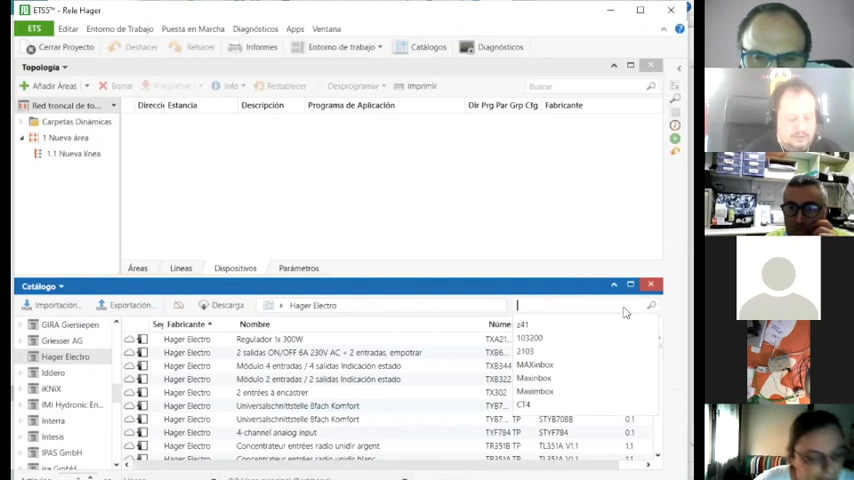 ETS5™ - Rele Hager
ETS Editar Entorno de Trabajo Puesta en Marcha Diagnósticos Apps Ventana
Cerrar Proyecto Deshacer Rehacer Informes Entorno de trabajo Catálogos Diagnósticos
Topología
Añadir Áreas Borrar Programar Info Restablecer Desprogramar Imprimir Buscar
Red troncal de to... Direcció Estancia Descripción Programa de Aplicación Dir Prg Par Grp Cfg Fabricante
Carpetas Dinámicas
1 Nueva área
1.1 Nueva línea
Áreas Líneas Dispositivos Parámetros
Catálogo
Importación... Exportación... Descarga Hager Electro
GIRA Giersiepen
Griesser AG
Hager Electro
Iddero
iKNiX
IMI Hydronic En...
Interra
Intesis
IPAS GmbH
ise GmbH
Fabricante Nombre
Hager Electro Regulador 1x 300W TXA21...
Hager Electro 2 salidas ON/OFF 6A 230V AC + 2 entradas, empotrar TXB6...
Hager Electro Módulo 4 entradas / 4 salidas Indicación estado TXB344
Hager Electro Módulo 2 entradas / 2 salidas Indicación estado TXB322
Hager Electro 2 entrées à encastrer TX302
Hager Electro Universalschnittstelle 8fach Komfort TYB7...
Hager Electro Universalschnittstelle 8fach Komfort TYB7... TP STYB708B 0.1
Hager Electro 4-channel analog input TYF784 TP STYF784 0.1
Hager Electro Concentrateur entrées radio unidir argent TR351B TP TL351A V1.1 1.1
Hager Electro Concentrateur entrées radio unidir blanc
z41
103200
2103
MAXinbox
Maxinbox
Maximbox
CT4